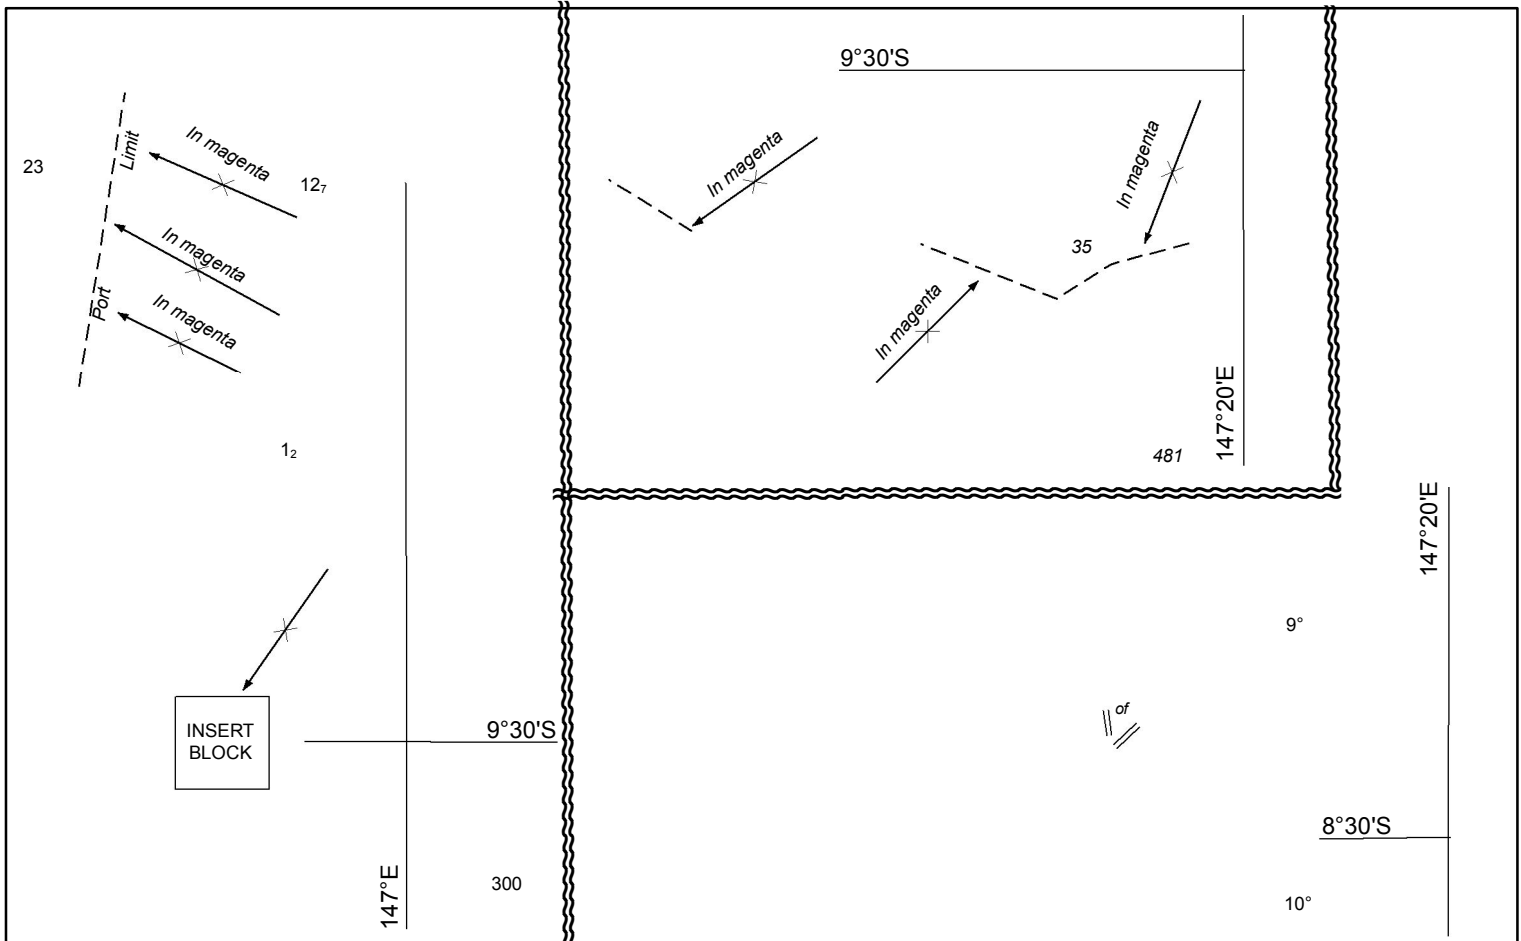 23
Limit
In magenta
12₇
In magenta
Port
In magenta
1₂
INSERT
BLOCK
9°30'S
147°E
300
9°30'S
In magenta
In magenta
35
In magenta
147°20'E
481
147°20'E
9°
of
8°30'S
10°